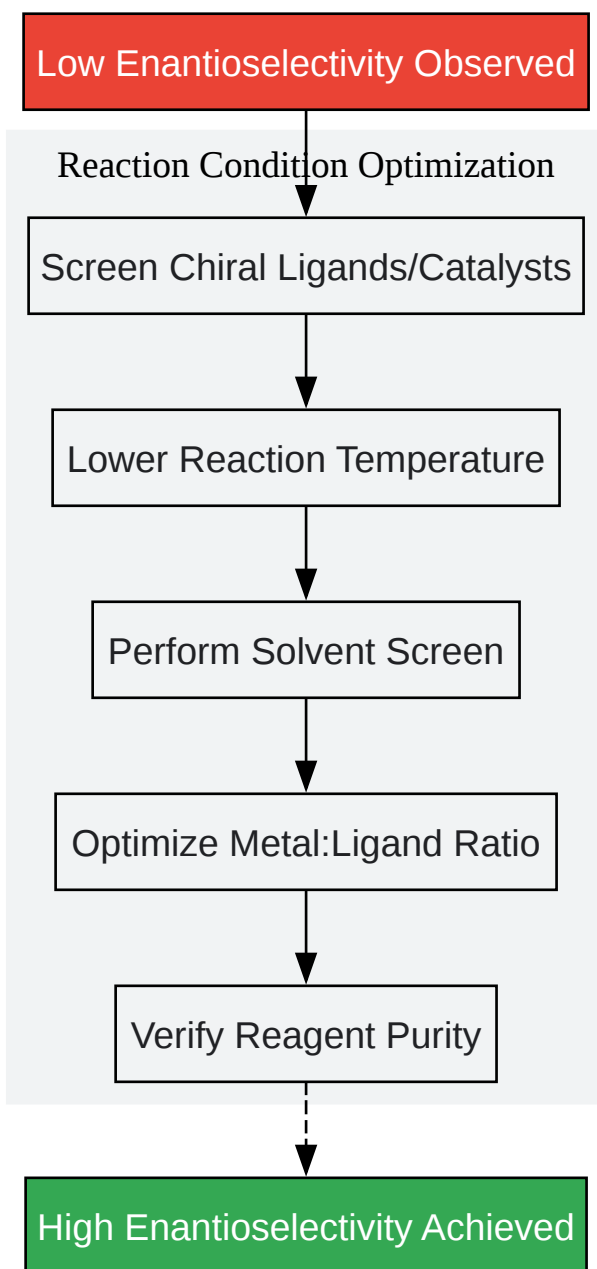 Low Enantioselectivity Observed
Reaction Condition Optimization
Screen Chiral Ligands/Catalysts
Lower Reaction Temperature
Perform Solvent Screen
Optimize Metal:Ligand Ratio
Verify Reagent Purity
High Enantioselectivity Achieved